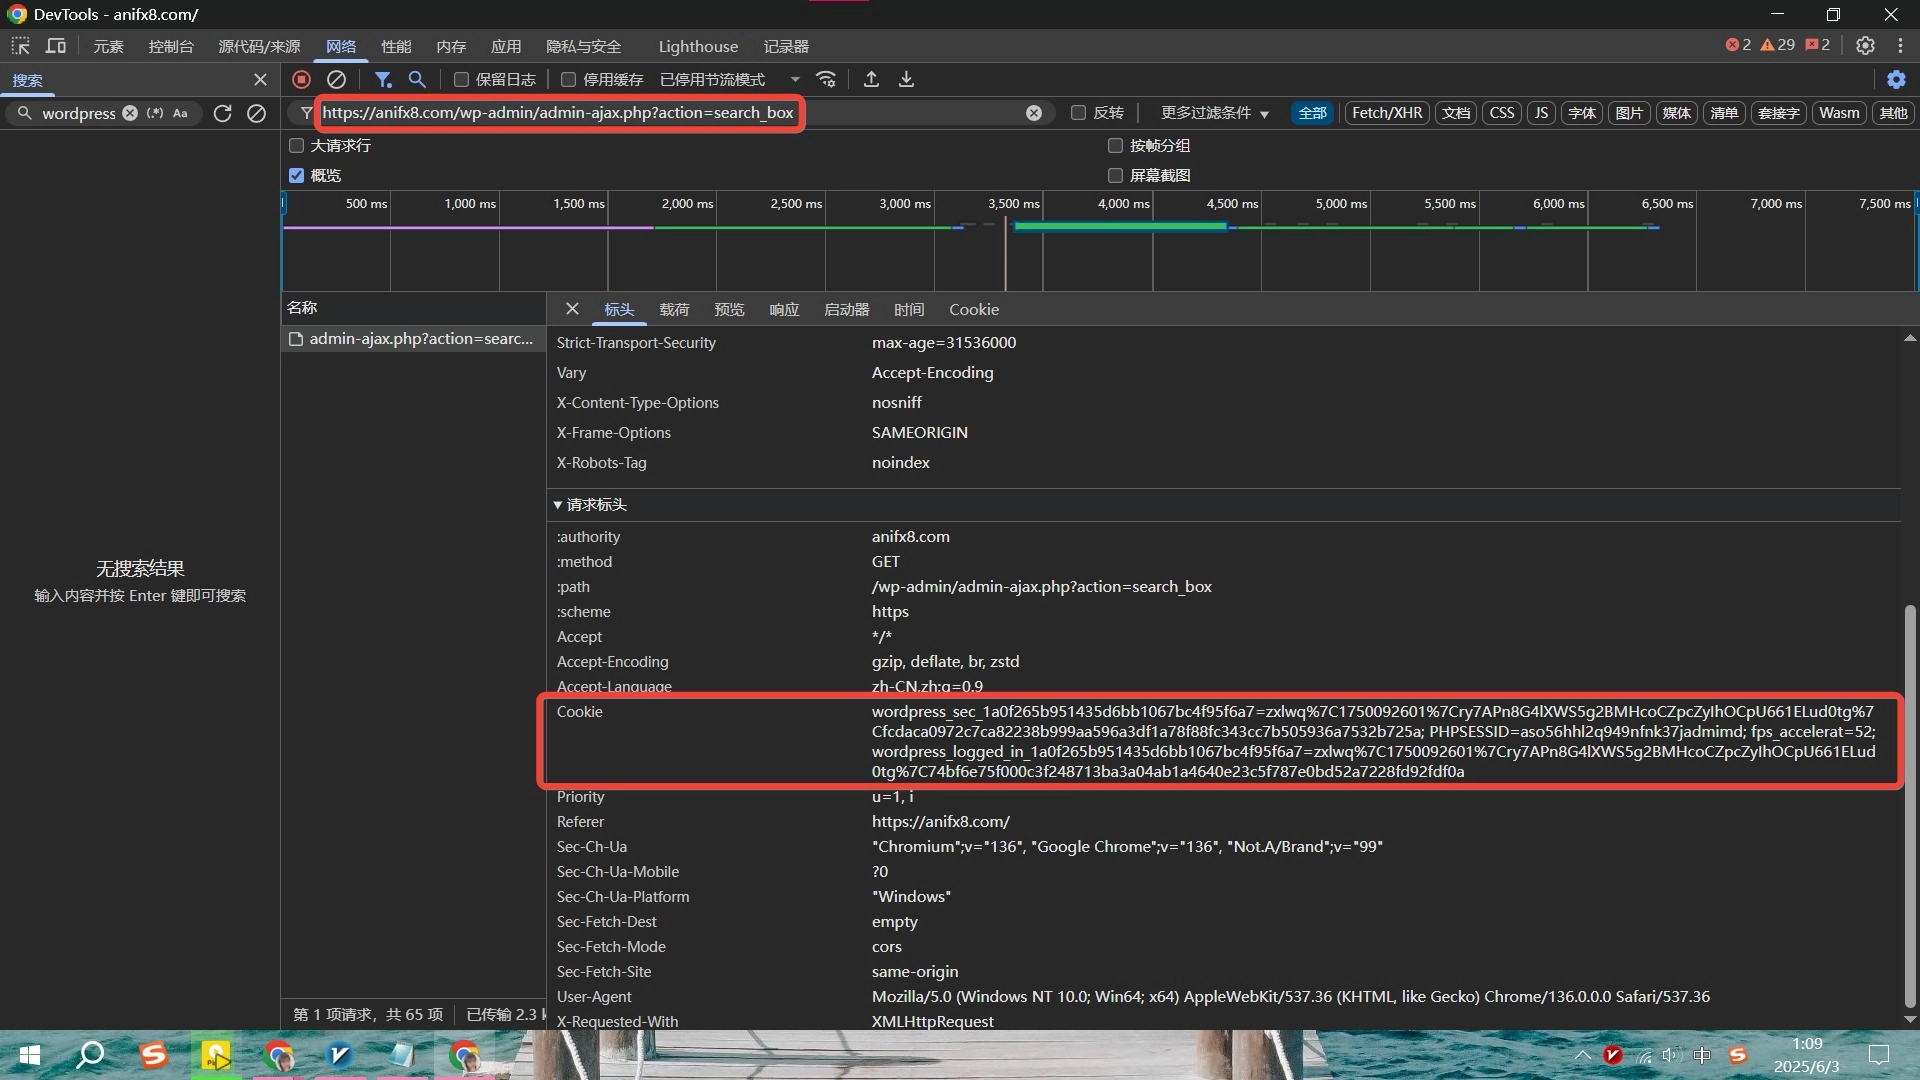 DevTools - anifx8.com/
元素 控制台 源代码/来源 网络 性能 内存 应用 隐私与安全 Lighthouse 记录器 2 29 2
搜索 保留日志 停用缓存 已停用节流模式
wordpress (.*) Aa https://anifx8.com/wp-admin/admin-ajax.php?action=search_box 反转 更多过滤条件 全部 Fetch/XHR 文档 CSS JS 字体 图片 媒体 清单 套接字 Wasm 其他
大请求行 按帧分组
概览 屏幕截图
500 ms 1,000 ms 1,500 ms 2,000 ms 2,500 ms 3,000 ms 3,500 ms 4,000 ms 4,500 ms 5,000 ms 5,500 ms 6,000 ms 6,500 ms 7,000 ms 7,500 ms
名称 标头 载荷 预览 响应 启动器 时间 Cookie
admin-ajax.php?action=searc...
Strict-Transport-Security max-age=31536000
Vary Accept-Encoding
X-Content-Type-Options nosniff
X-Frame-Options SAMEORIGIN
X-Robots-Tag noindex
请求标头
:authority anifx8.com
:method GET
:path /wp-admin/admin-ajax.php?action=search_box
:scheme https
Accept */*
Accept-Encoding gzip, deflate, br, zstd
Accept-Language zh-CN,zh;q=0.9
Cookie wordpress_sec_1a0f265b951435d6bb1067bc4f95f6a7=zxlwq%7C1750092601%7Cry7APn8G4lXWS5g2BMHcoCZpcZyIhOCpU661ELud0tg%7
Cfcdaca0972c7ca82238b999aa596a3df1a78f88fc343cc7b505936a7532b725a; PHPSESSID=aso56hhl2q949nfnk37jadmimd; fps_accelerat=52;
wordpress_logged_in_1a0f265b951435d6bb1067bc4f95f6a7=zxlwq%7C1750092601%7Cry7APn8G4lXWS5g2BMHcoCZpcZyIhOCpU661ELud
0tg%7C74bf6e75f000c3f248713ba3a04ab1a4640e23c5f787e0bd52a7228fd92fdf0a
Priority u=1, i
Referer https://anifx8.com/
Sec-Ch-Ua "Chromium";v="136", "Google Chrome";v="136", "Not.A/Brand";v="99"
Sec-Ch-Ua-Mobile ?0
Sec-Ch-Ua-Platform "Windows"
Sec-Fetch-Dest empty
Sec-Fetch-Mode cors
Sec-Fetch-Site same-origin
User-Agent Mozilla/5.0 (Windows NT 10.0; Win64; x64) AppleWebKit/537.36 (KHTML, like Gecko) Chrome/136.0.0.0 Safari/537.36
X-Requested-With XMLHttpRequest
无搜索结果
输入内容并按 Enter 键即可搜索
第 1 项请求，共 65 项 已传输 2.3
中 1:09
2025/6/3